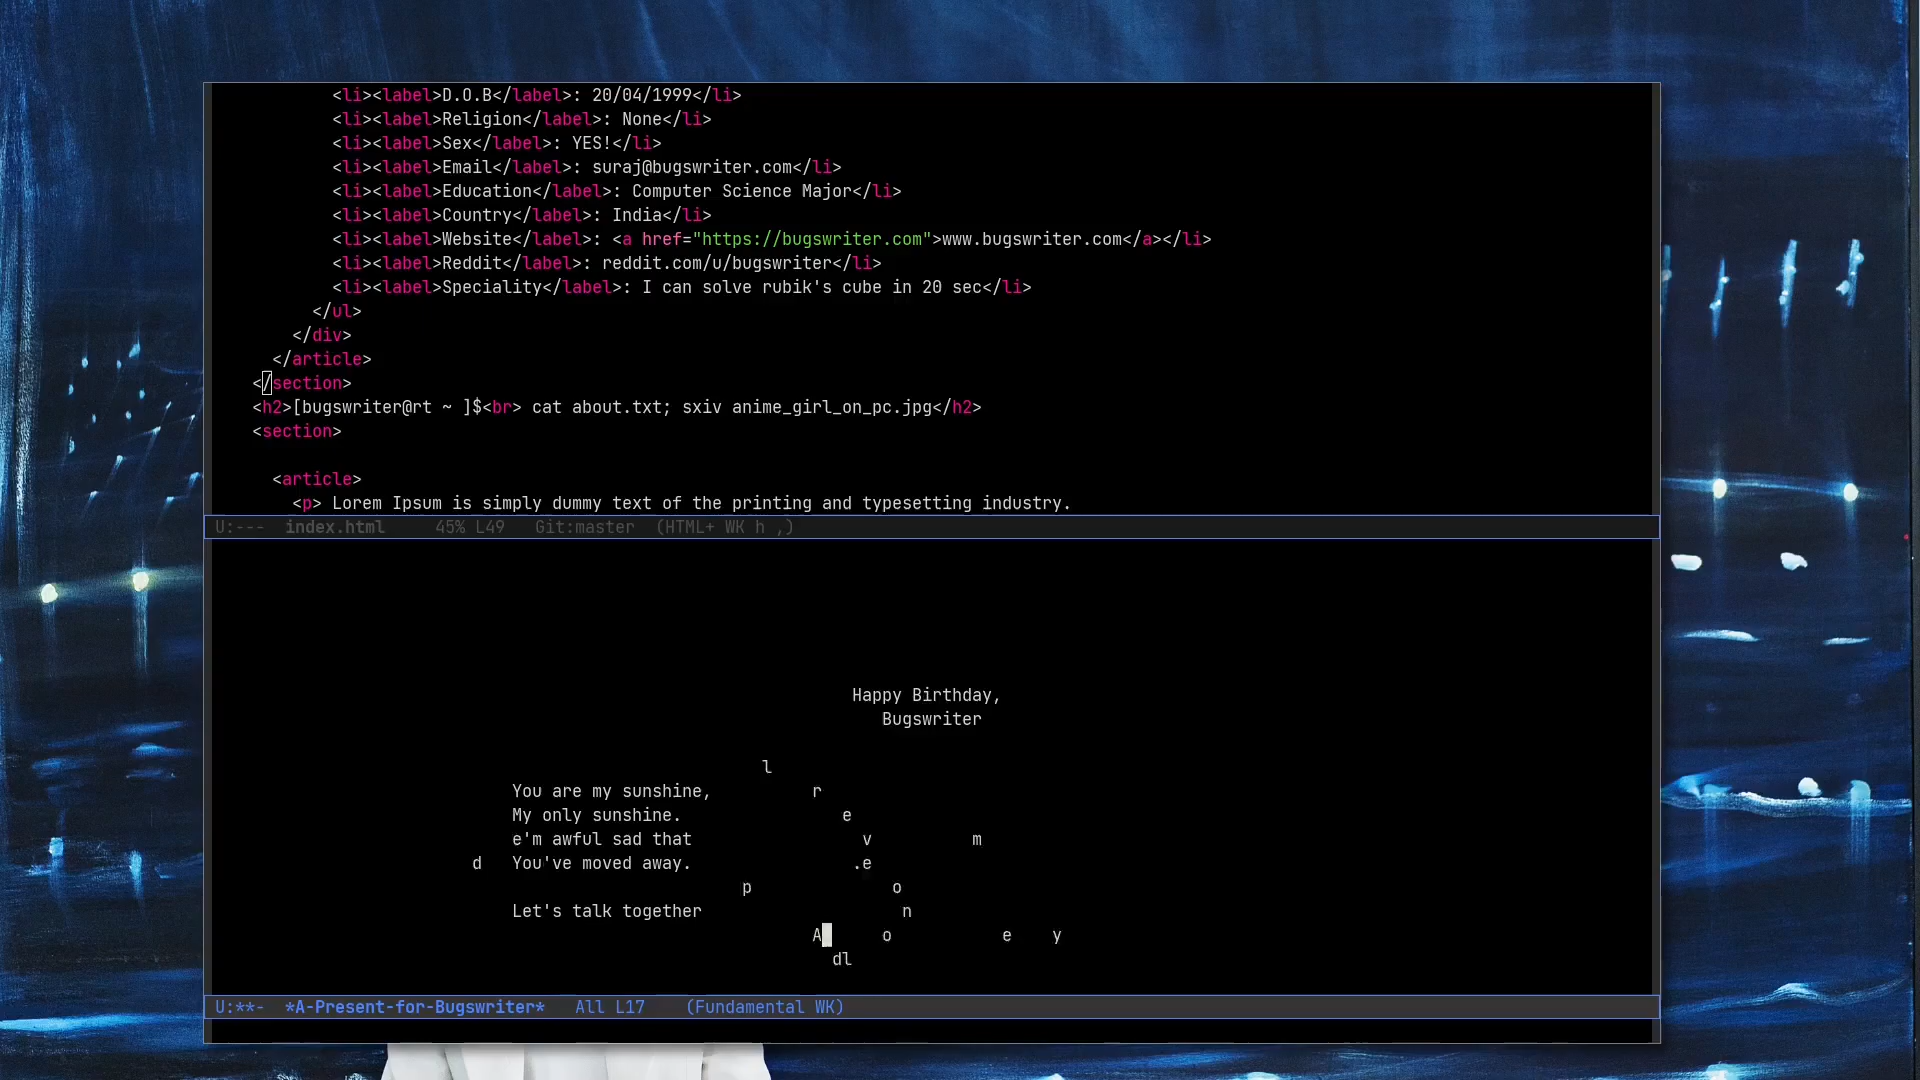 <li><label>D.O.B</label>: 20/04/1999</li>
<li><label>Religion</label>: None</li>
<li><label>Sex</label>: YES!</li>
<li><label>Email</label>: suraj@bugswriter.com</li>
<li><label>Education</label>: Computer Science Major</li>
<li><label>Country</label>: India</li>
<li><label>Website</label>: <a href="https://bugswriter.com">www.bugswriter.com</a></li>
<li><label>Reddit</label>: reddit.com/u/bugswriter</li>
<li><label>Speciality</label>: I can solve rubik's cube in 20 sec</li>
</ul>
</div>
</article>
</section>
<h2>[bugswriter@rt ~ ]$<br> cat about.txt; sxiv anime_girl_on_pc.jpg</h2>
<section>
<article>
<p> Lorem Ipsum is simply dummy text of the printing and typesetting industry.
U:--- index.html 45% L49 Git:master (HTML+ WK h ,)
Happy Birthday,
Bugswriter
l
You are my sunshine, r
My only sunshine. e
e'm awful sad that v m
d You've moved away. .e
p o
Let's talk together n
A o e y
dl
U:**- *A-Present-for-Bugswriter* All L17 (Fundamental WK)